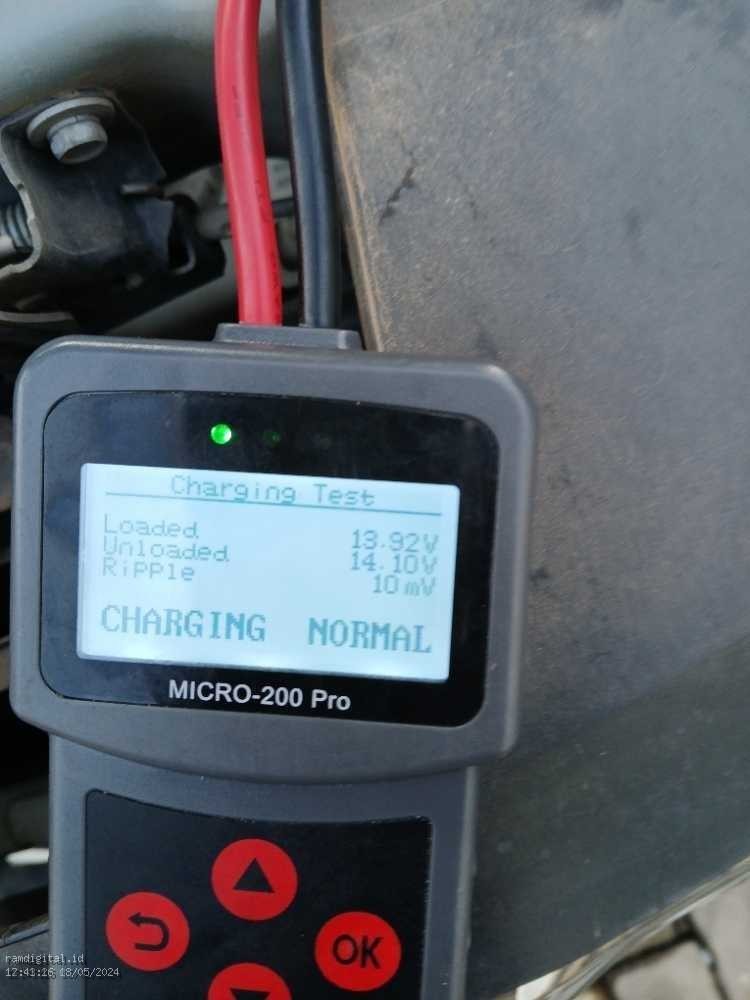 Charging Test
Loaded 13.92V
Unloaded 14.10V
Ripple 10mV
CHARGING NORMAL
MICRO-200 Pro
OK
ramdigital.id
12:41:26 18/05/2024